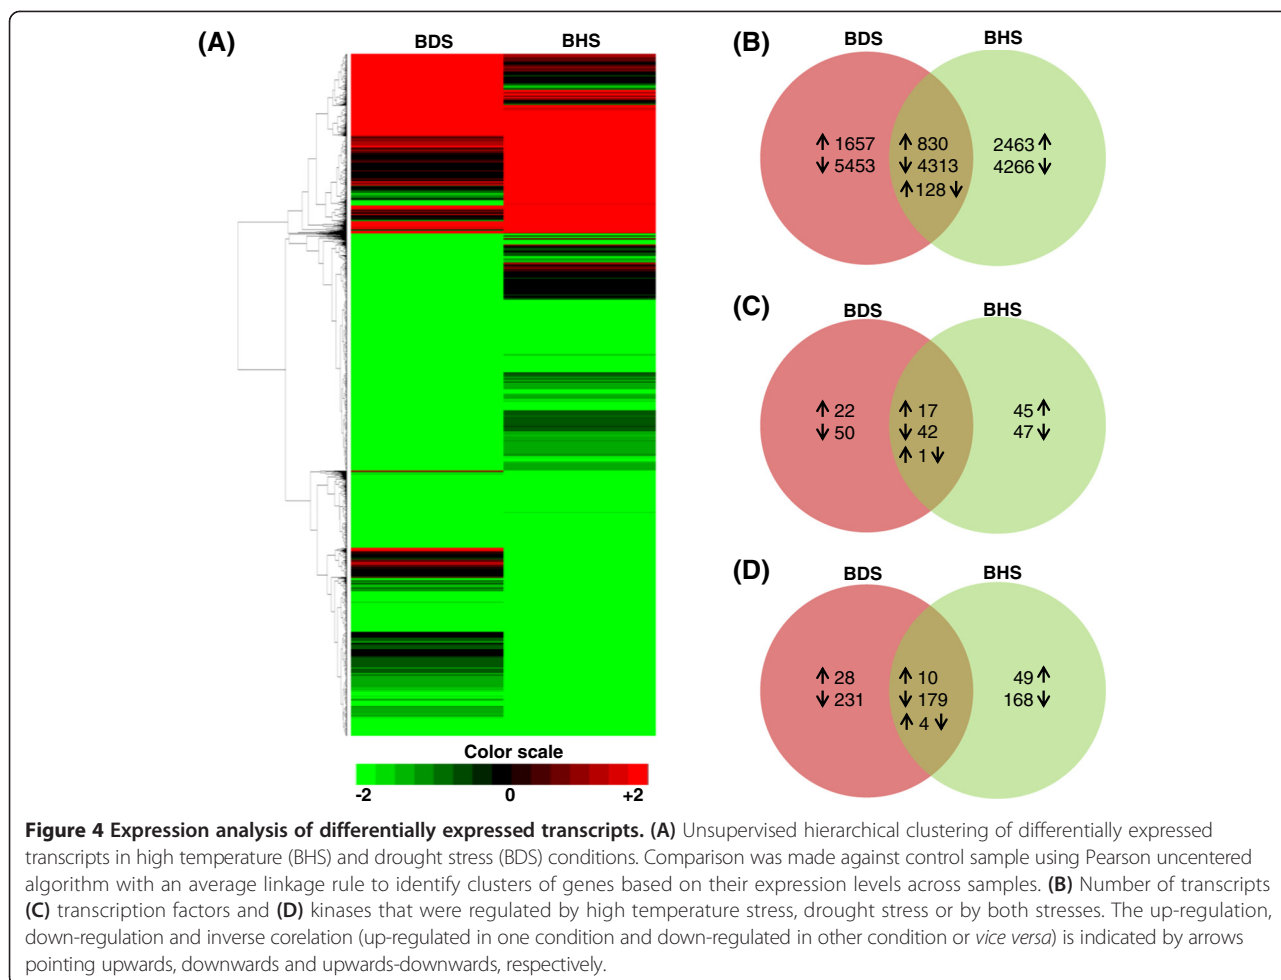 (A)
BDS BHS
Color scale
-2 0 +2
(B)
BDS BHS
↑ 1657 ↑ 830 2463 ↑
↓ 5453 ↓ 4313 4266 ↓
↑ 128 ↓
(C)
BDS BHS
↑ 22 ↑ 17 45 ↑
↓ 50 ↓ 42 47 ↓
↑ 1 ↓
(D)
BDS BHS
↑ 28 ↑ 10 49 ↑
↓ 231 ↓ 179 168 ↓
↑ 4 ↓
Figure 4 Expression analysis of differentially expressed transcripts. (A) Unsupervised hierarchical clustering of differentially expressed
transcripts in high temperature (BHS) and drought stress (BDS) conditions. Comparison was made against control sample using Pearson uncentered
algorithm with an average linkage rule to identify clusters of genes based on their expression levels across samples. (B) Number of transcripts
(C) transcription factors and (D) kinases that were regulated by high temperature stress, drought stress or by both stresses. The up-regulation,
down-regulation and inverse corelation (up-regulated in one condition and down-regulated in other condition or vice versa) is indicated by arrows
pointing upwards, downwards and upwards-downwards, respectively.